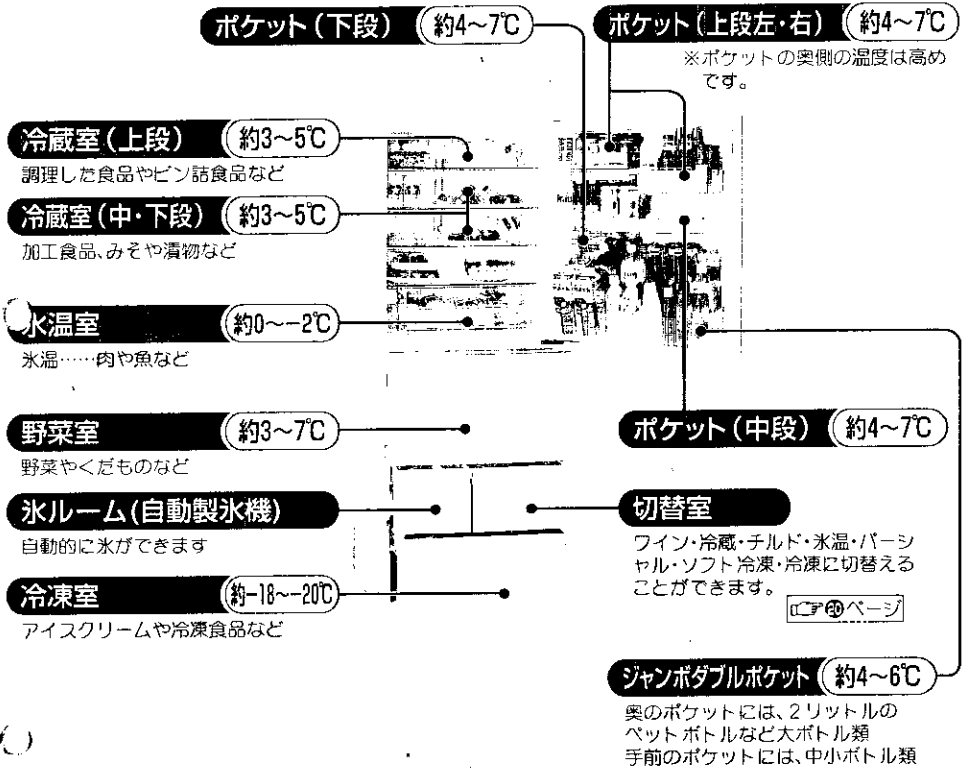 ポケット(下段) 約4~7℃
ポケット(上段左・右) 約4~7℃
※ポケットの奥側の温度は高め
です。
冷蔵室(上段) 約3~5℃
調理した食品やビン詰食品など
冷蔵室(中・下段) 約3~5℃
加工食品、みそや漬物など
氷温室 約0~-2℃
氷温……肉や魚など
野菜室 約3~7℃
野菜やくだものなど
氷ルーム(自動製氷機)
自動的に氷ができます
冷凍室 約-18~-20℃
アイスクリームや冷凍食品など
ポケット(中段) 約4~7℃
切替室
ワイン・冷蔵・チルド・氷温・パーシ
ャル・ソフト冷凍・冷凍に切替える
ことができます。
☞⑳ページ
ジャンボダブルポケット 約4~6℃
奥のポケットには、2リットルの
ペットボトルなど大ボトル類
手前のポケットには、中小ボトル類